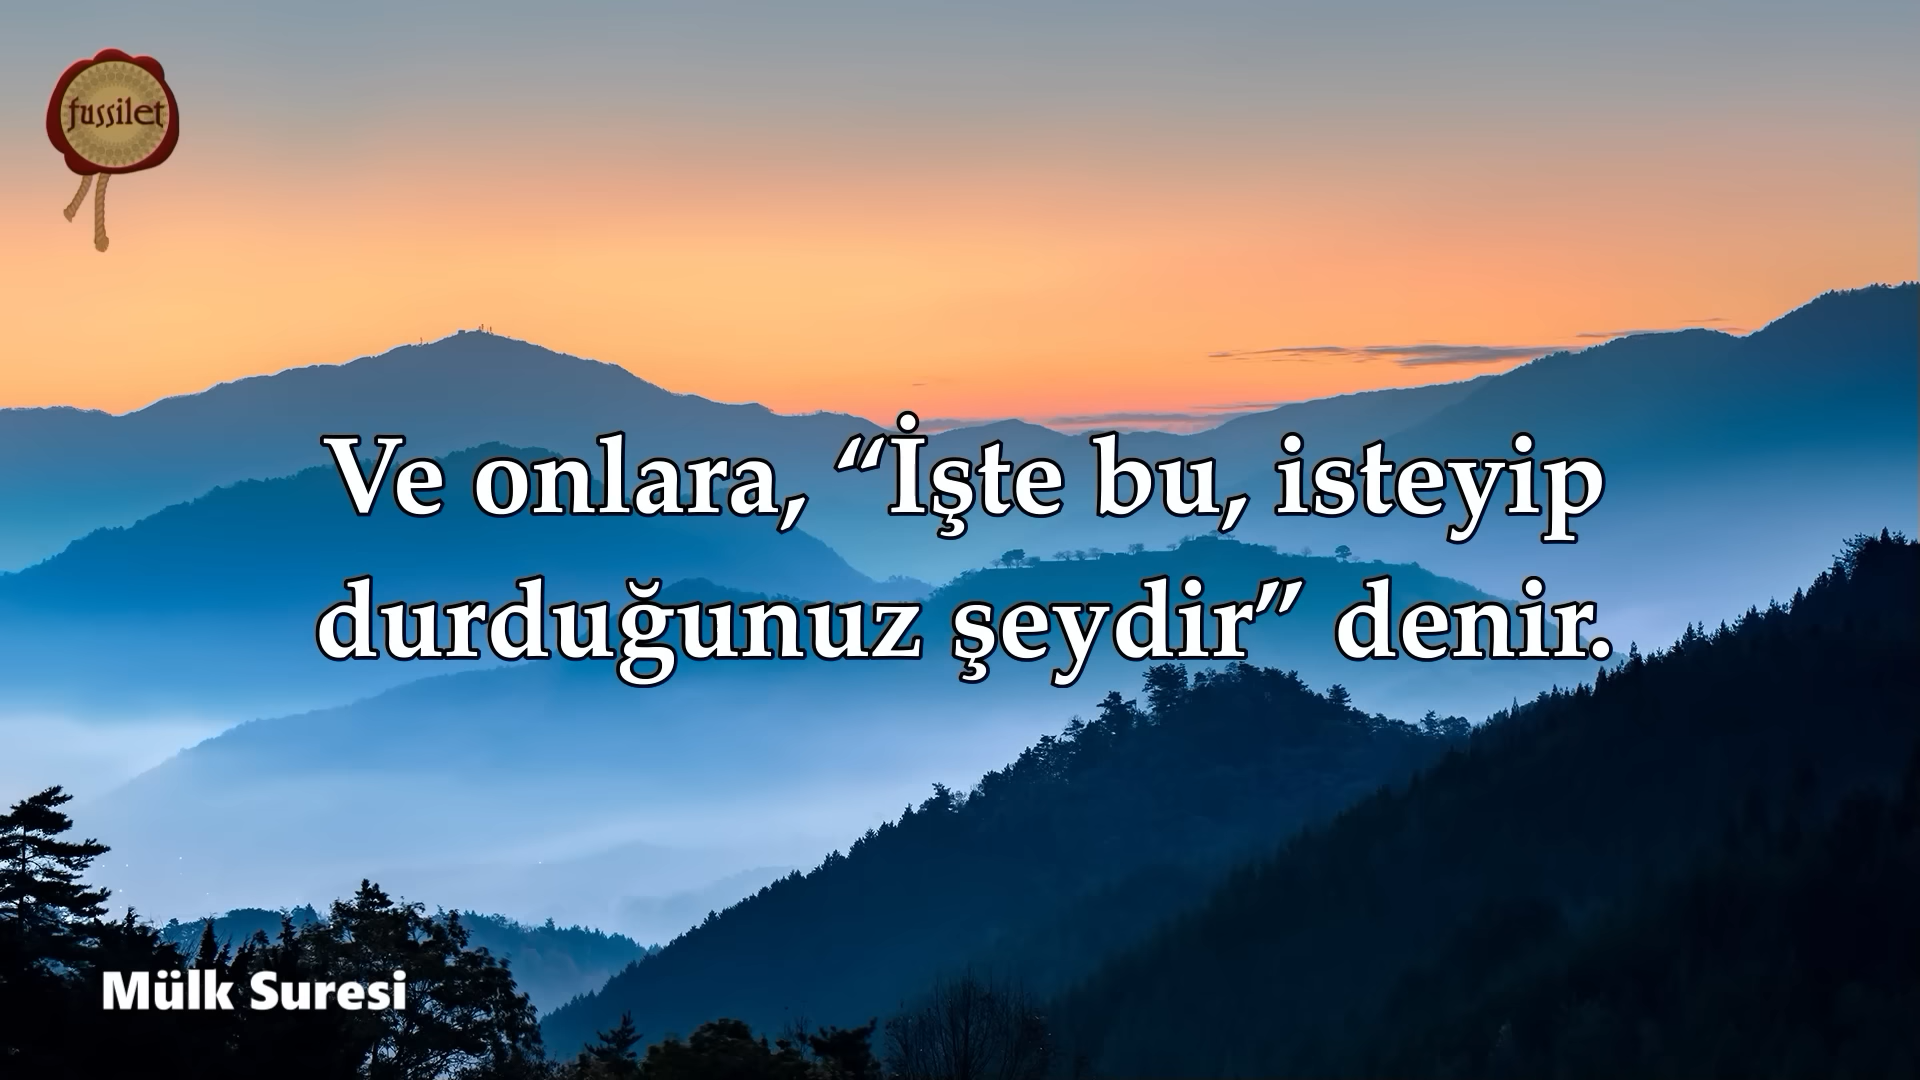 fussilet
Ve onlara, “İşte bu, isteyip
durduğunuz şeydir” denir.
Mülk Suresi